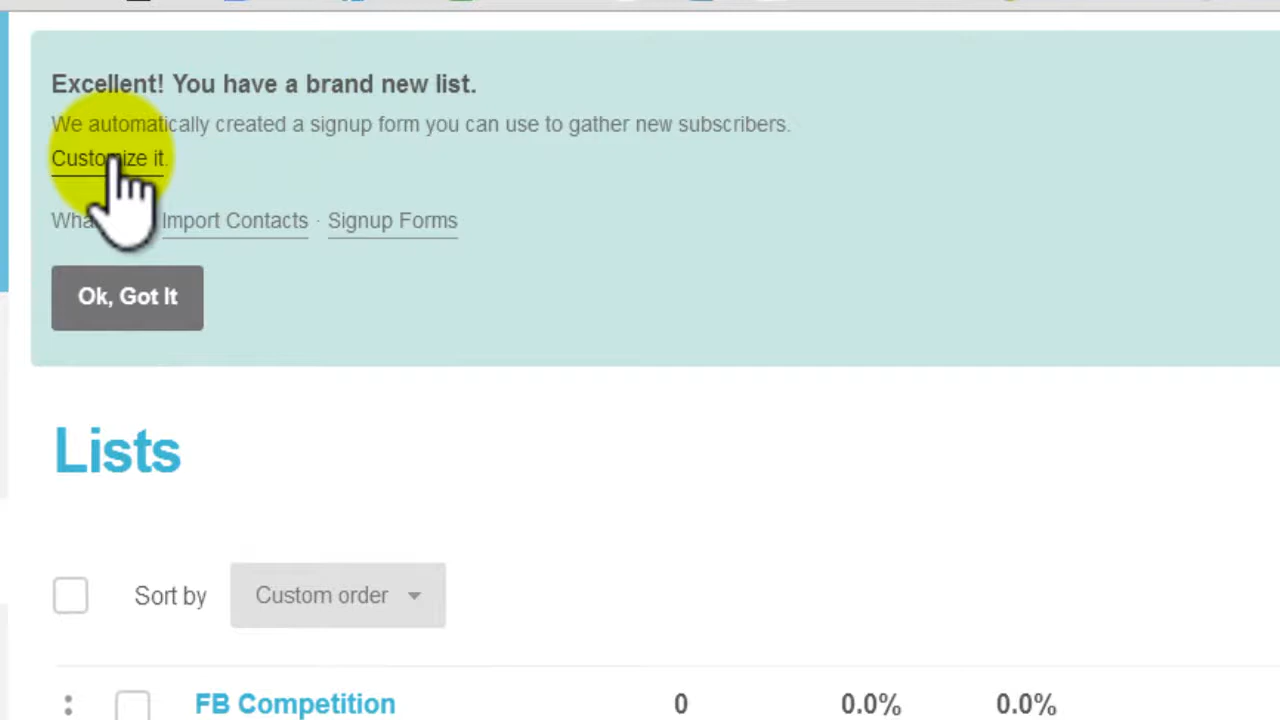 Excellent! You have a brand new list.
We automatically created a signup form you can use to gather new subscribers.
Customize it.
Import Contacts · Signup Forms
Ok, Got It
Lists
Sort by Custom order
FB Competition 0 0.0% 0.0%